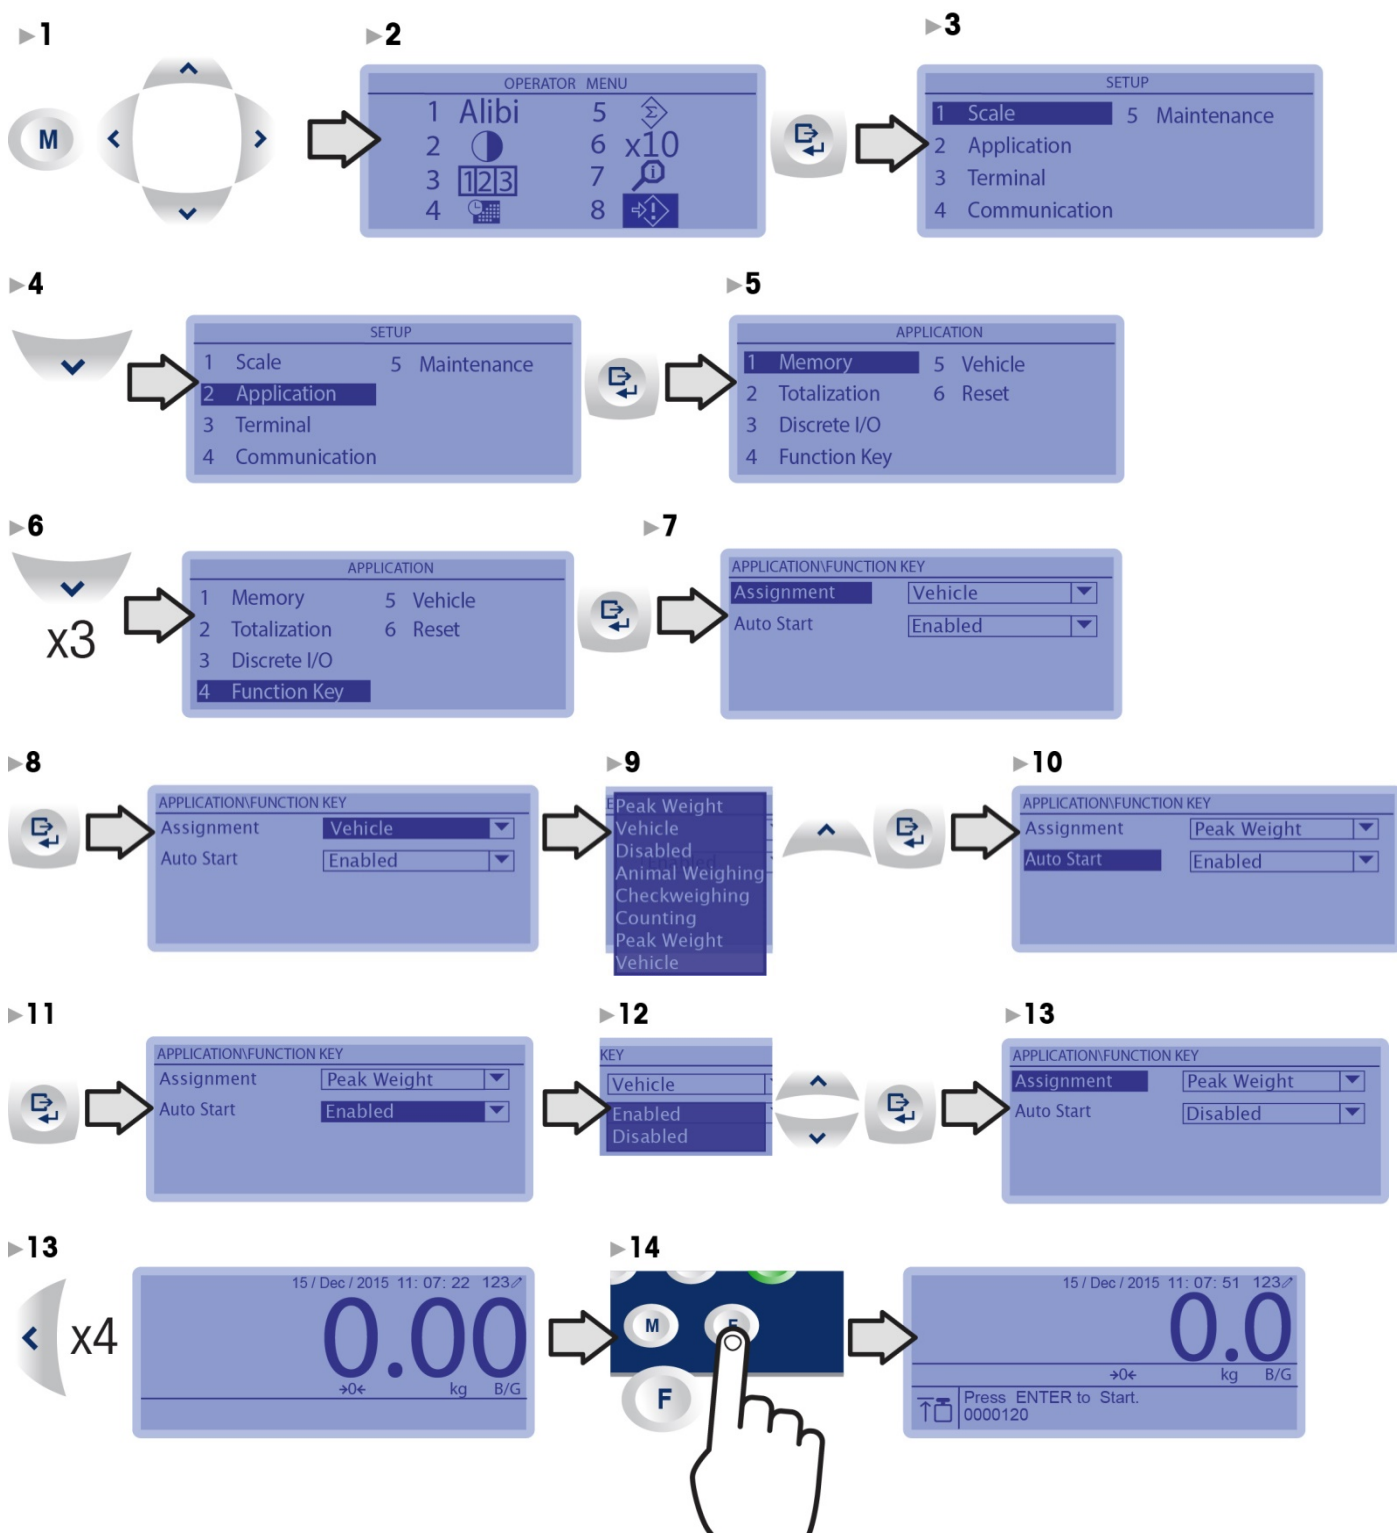 ▶1
▶2
▶3
M
OPERATOR MENU
1 Alibi 5 Σ
2 6 x10
3 123 7 i
4 8 !
SETUP
1 Scale 5 Maintenance
2 Application
3 Terminal
4 Communication
▶4
▶5
SETUP
1 Scale 5 Maintenance
2 Application
3 Terminal
4 Communication
APPLICATION
1 Memory 5 Vehicle
2 Totalization 6 Reset
3 Discrete I/O
4 Function Key
▶6
▶7
x3
APPLICATION
1 Memory 5 Vehicle
2 Totalization 6 Reset
3 Discrete I/O
4 Function Key
APPLICATION\FUNCTION KEY
Assignment Vehicle
Auto Start Enabled
▶8
▶9
▶10
APPLICATION\FUNCTION KEY
Assignment Vehicle
Auto Start Enabled
Peak Weight
Vehicle
Disabled
Animal Weighing
Checkweighing
Counting
Peak Weight
Vehicle
APPLICATION\FUNCTION KEY
Assignment Peak Weight
Auto Start Enabled
▶11
▶12
▶13
APPLICATION\FUNCTION KEY
Assignment Peak Weight
Auto Start Enabled
KEY
Vehicle
Enabled
Disabled
APPLICATION\FUNCTION KEY
Assignment Peak Weight
Auto Start Disabled
▶13
▶14
x4
15 / Dec / 2015 11: 07: 22 123
0.00
→0← kg B/G
M F
F
15 / Dec / 2015 11: 07: 51 123
0.0
→0← kg B/G
Press ENTER to Start.
0000120